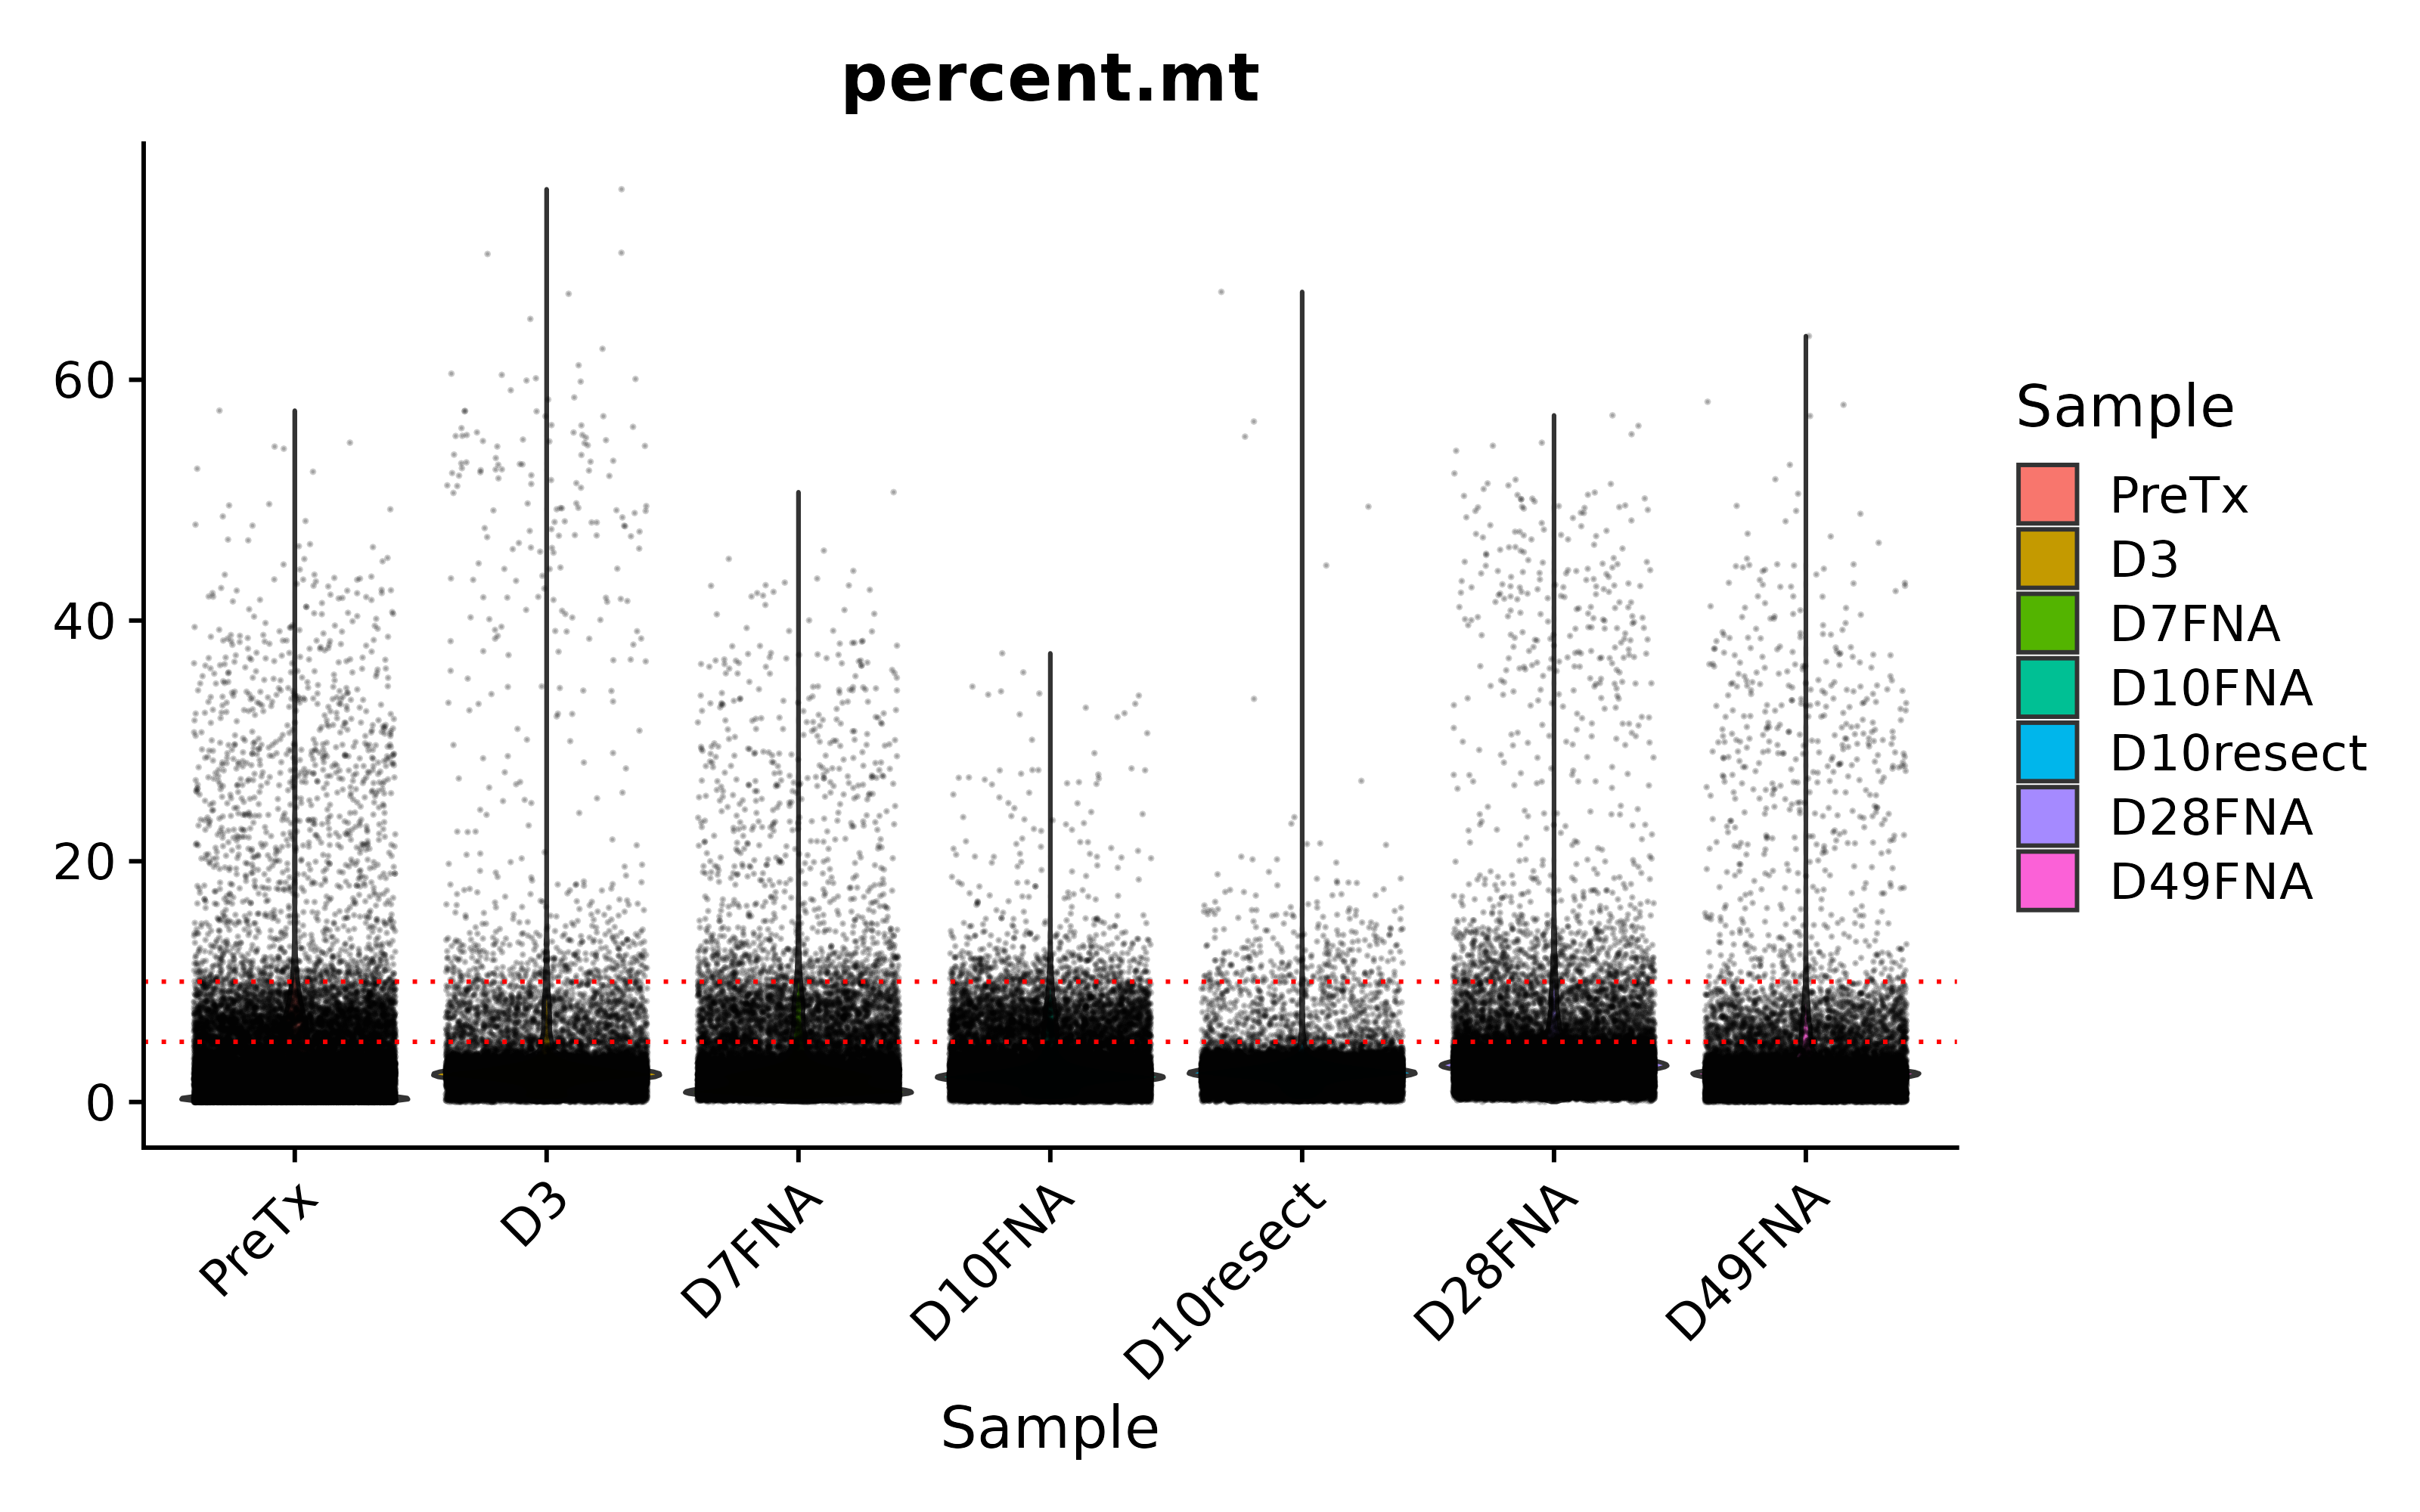 percent.mt
60
40
20
0
PreTx
D3
D7FNA
D10FNA
D10resect
D28FNA
D49FNA
Sample
Sample
PreTx
D3
D7FNA
D10FNA
D10resect
D28FNA
D49FNA